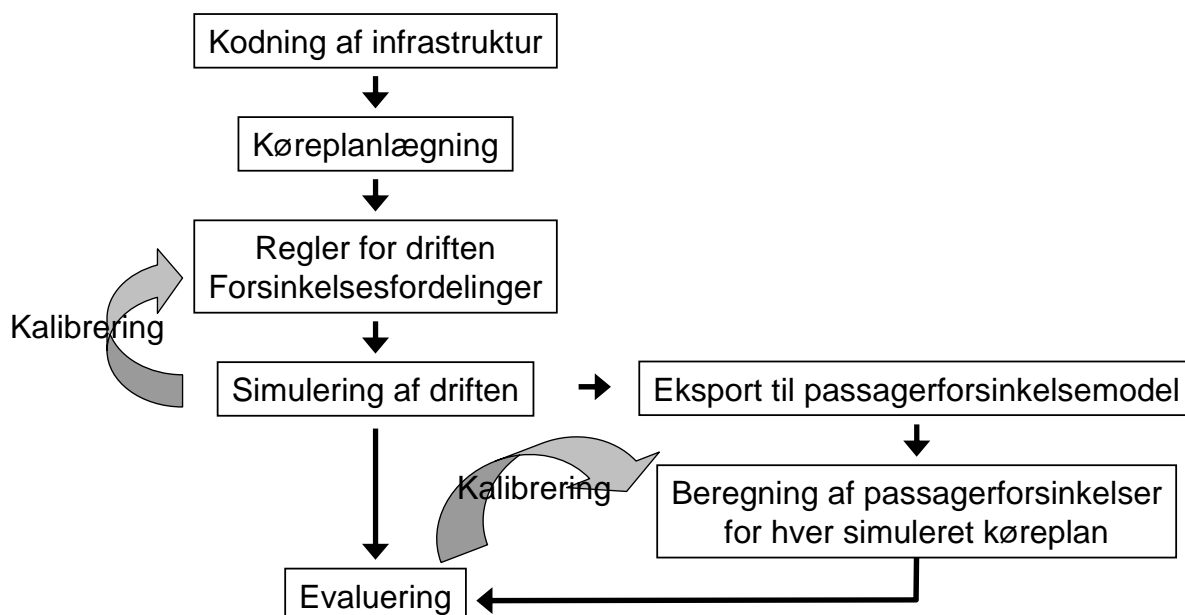 Kodning af infrastruktur
Køreplanlægning
Regler for driften
Forsinkelsesfordelinger
Kalibrering
Simulering af driften
Eksport til passagerforsinkelsemodel
Kalibrering
Beregning af passagerforsinkelser
for hver simuleret køreplan
Evaluering